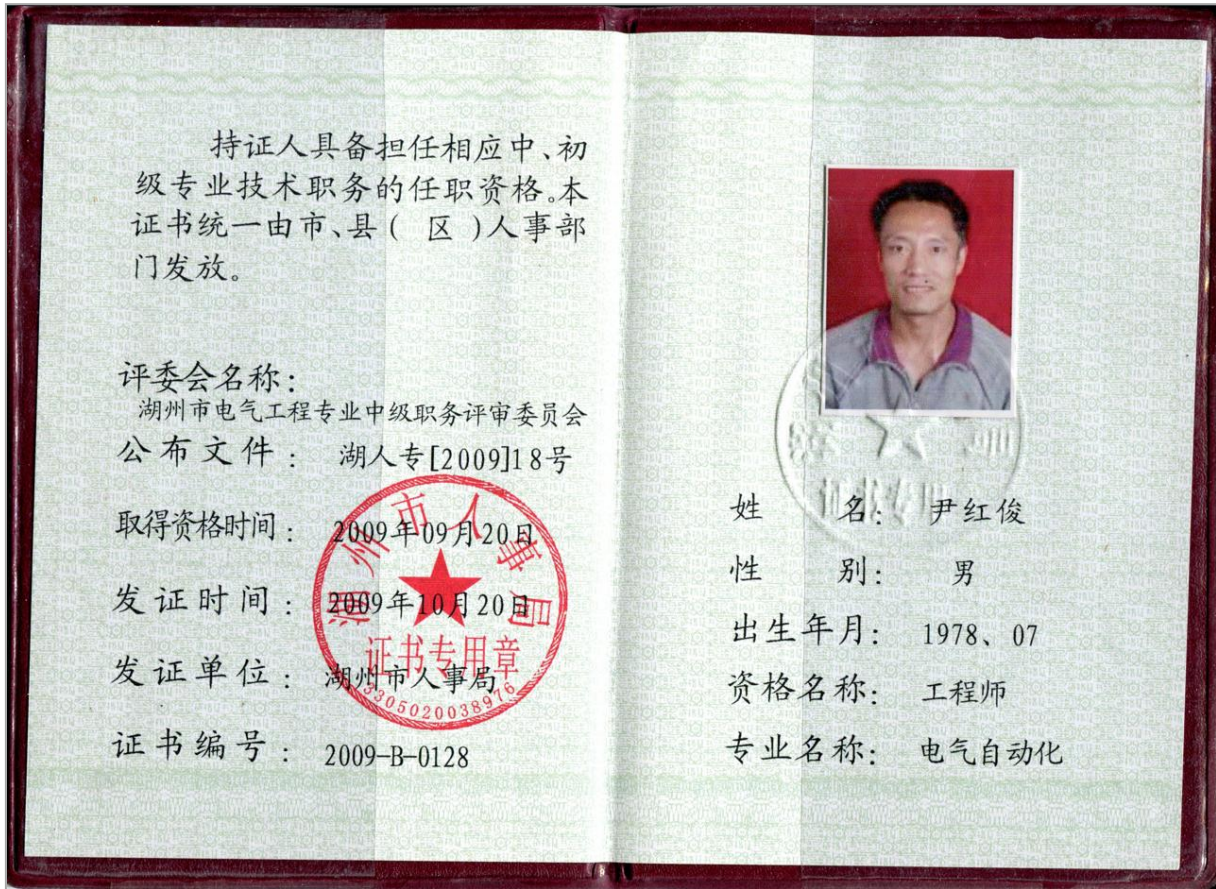 持证人具备担任相应中、初
级专业技术职务的任职资格。本
证书统一由市、县( 区 )人事部
门发放。
评委会名称:
湖州市电气工程专业中级职务评审委员会
公布文件: 湖人专[2009]18号
取得资格时间: 2009年09月20日
发证时间: 2009年10月20日
发证单位: 湖州市人事局
证书编号: 2009-B-0128
湖州市人事局
证书专用章
3305020038976
证书专用
姓 名: 尹红俊
性 别: 男
出生年月: 1978、07
资格名称: 工程师
专业名称: 电气自动化